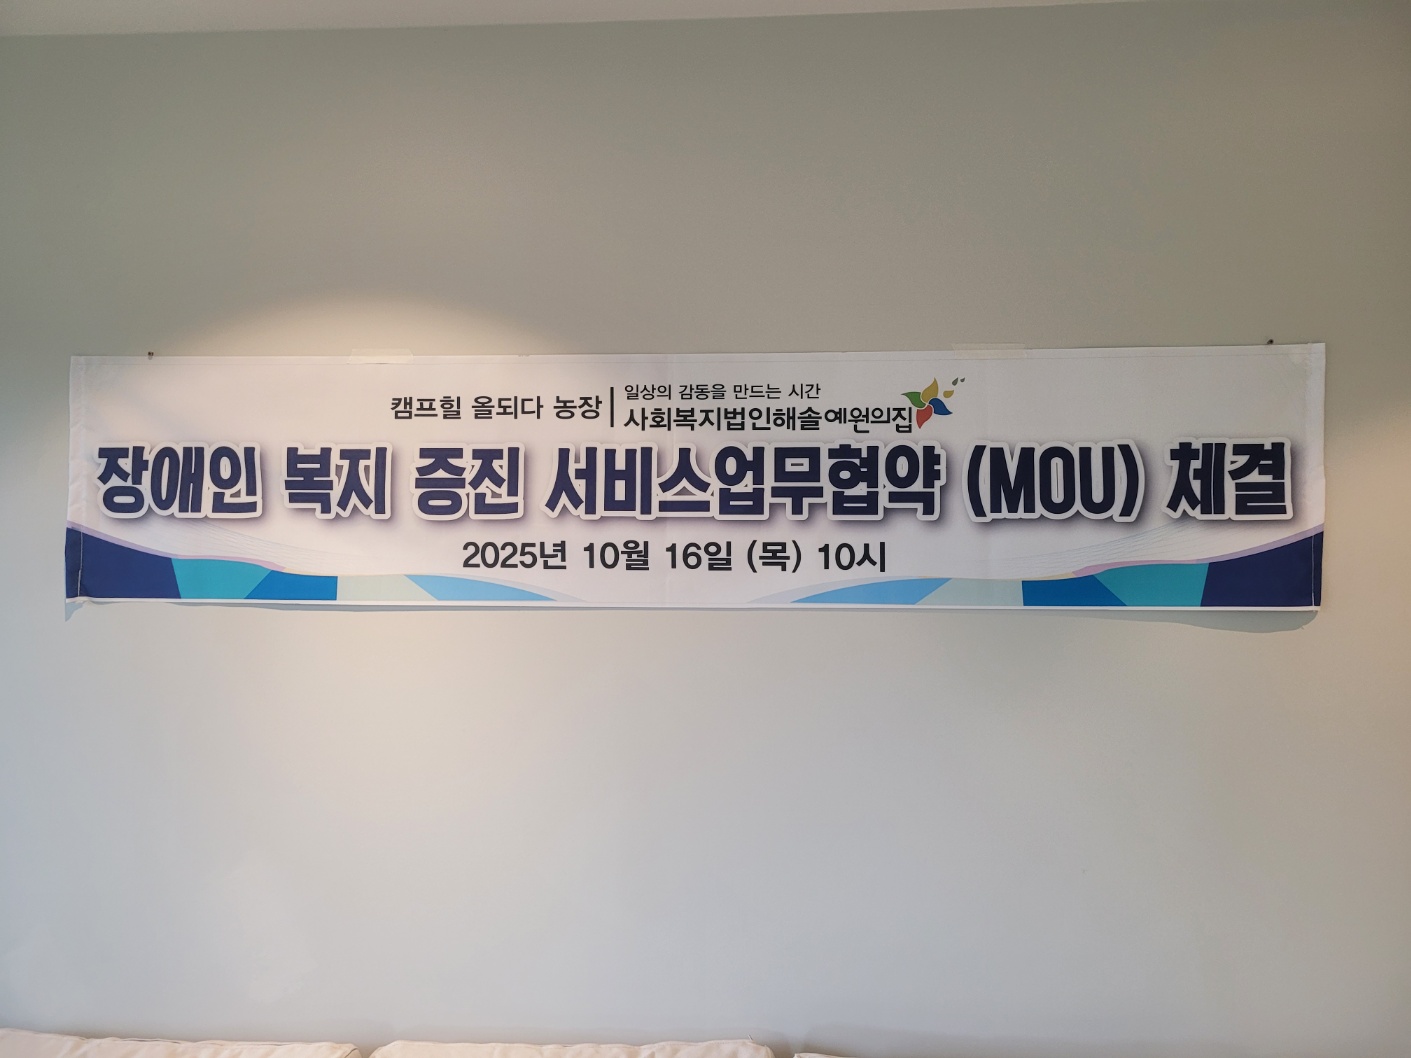 캠프힐 올되다 농장
일상의 감동을 만드는 시간
사회복지법인해솔예원의집
장애인 복지 증진 서비스업무협약 (MOU) 체결
2025년 10월 16일 (목) 10시